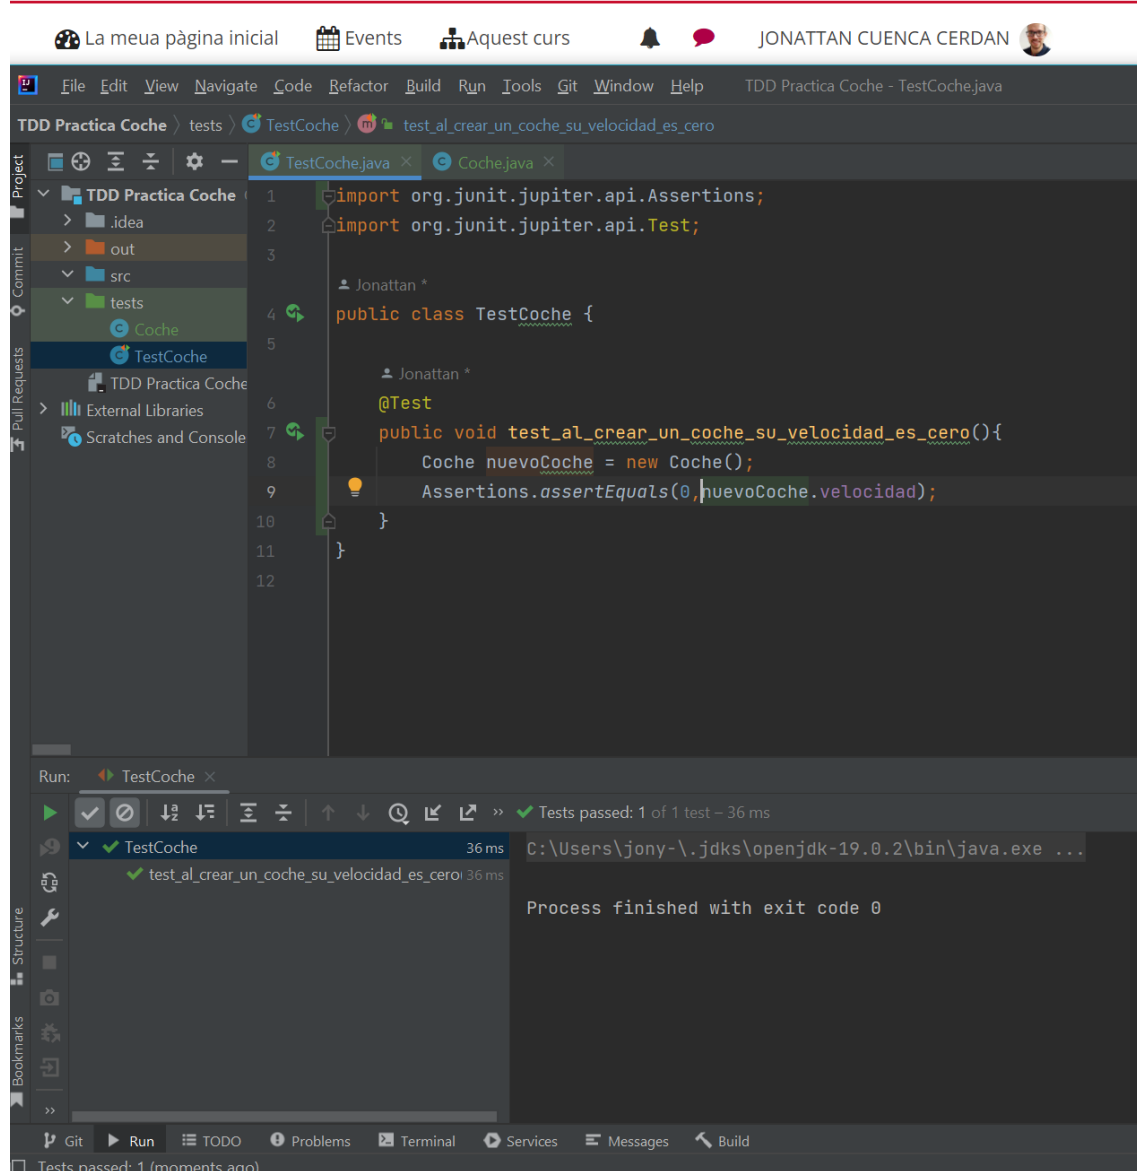 La meua pàgina inicial Events Aquest curs JONATTAN CUENCA CERDAN
File Edit View Navigate Code Refactor Build Run Tools Git Window Help TDD Practica Coche - TestCoche.java
TDD Practica Coche tests TestCoche m test_al_crear_un_coche_su_velocidad_es_cero
Project
Commit
Pull Requests
Structure
Bookmarks
TestCoche.java Coche.java
TDD Practica Coche
.idea
out
src
tests
Coche
TestCoche
TDD Practica Coche
External Libraries
Scratches and Console
1 import org.junit.jupiter.api.Assertions;
2 import org.junit.jupiter.api.Test;
3
Jonattan *
4 public class TestCoche {
5
Jonattan *
6 @Test
7 public void test_al_crear_un_coche_su_velocidad_es_cero(){
8 Coche nuevoCoche = new Coche();
9 Assertions.assertEquals(0,nuevoCoche.velocidad);
10 }
11 }
12
Run: TestCoche
Tests passed: 1 of 1 test – 36 ms
TestCoche 36 ms
test_al_crear_un_coche_su_velocidad_es_cero 36 ms
C:\Users\jony-\.jdks\openjdk-19.0.2\bin\java.exe ...
Process finished with exit code 0
Git Run TODO Problems Terminal Services Messages Build
Tests passed: 1 (moments ago)